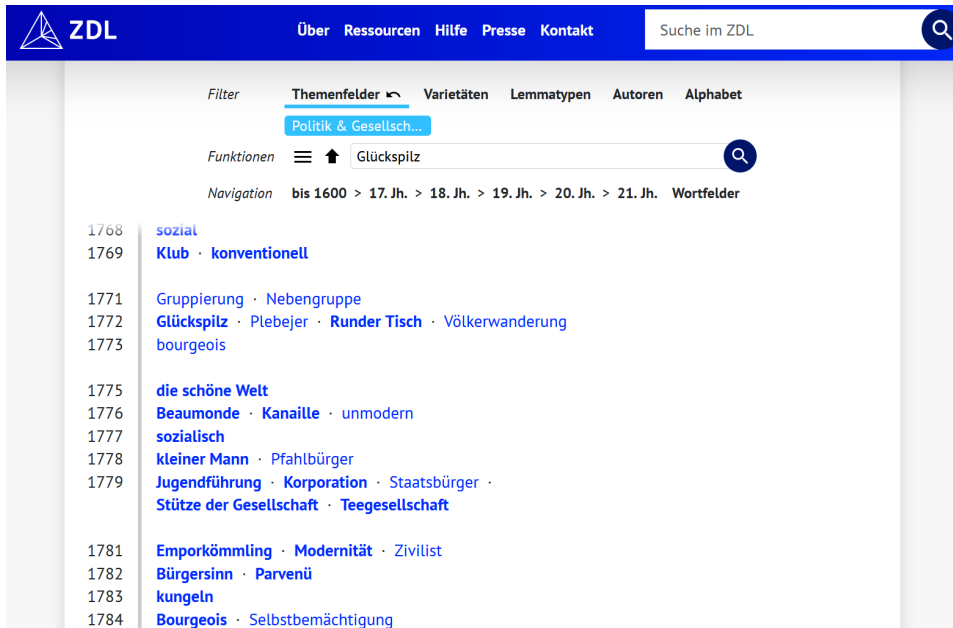 ZDL Über Ressourcen Hilfe Presse Kontakt Suche im ZDL
Filter Themenfelder Varietäten Lemmatypen Autoren Alphabet
Politik & Gesellsch...
Funktionen Glückspilz
Navigation bis 1600 > 17. Jh. > 18. Jh. > 19. Jh. > 20. Jh. > 21. Jh. Wortfelder
1768 sozial
1769 Klub · konventionell
1771 Gruppierung · Nebengruppe
1772 Glückspilz · Plebejer · Runder Tisch · Völkerwanderung
1773 bourgeois
1775 die schöne Welt
1776 Beaumonde · Kanaille · unmodern
1777 sozialisch
1778 kleiner Mann · Pfahlbürger
1779 Jugendführung · Korporation · Staatsbürger ·
Stütze der Gesellschaft · Teegesellschaft
1781 Emporkömmling · Modernität · Zivilist
1782 Bürgersinn · Parvenü
1783 kungeln
1784 Bourgeois · Selbstbemächtigung